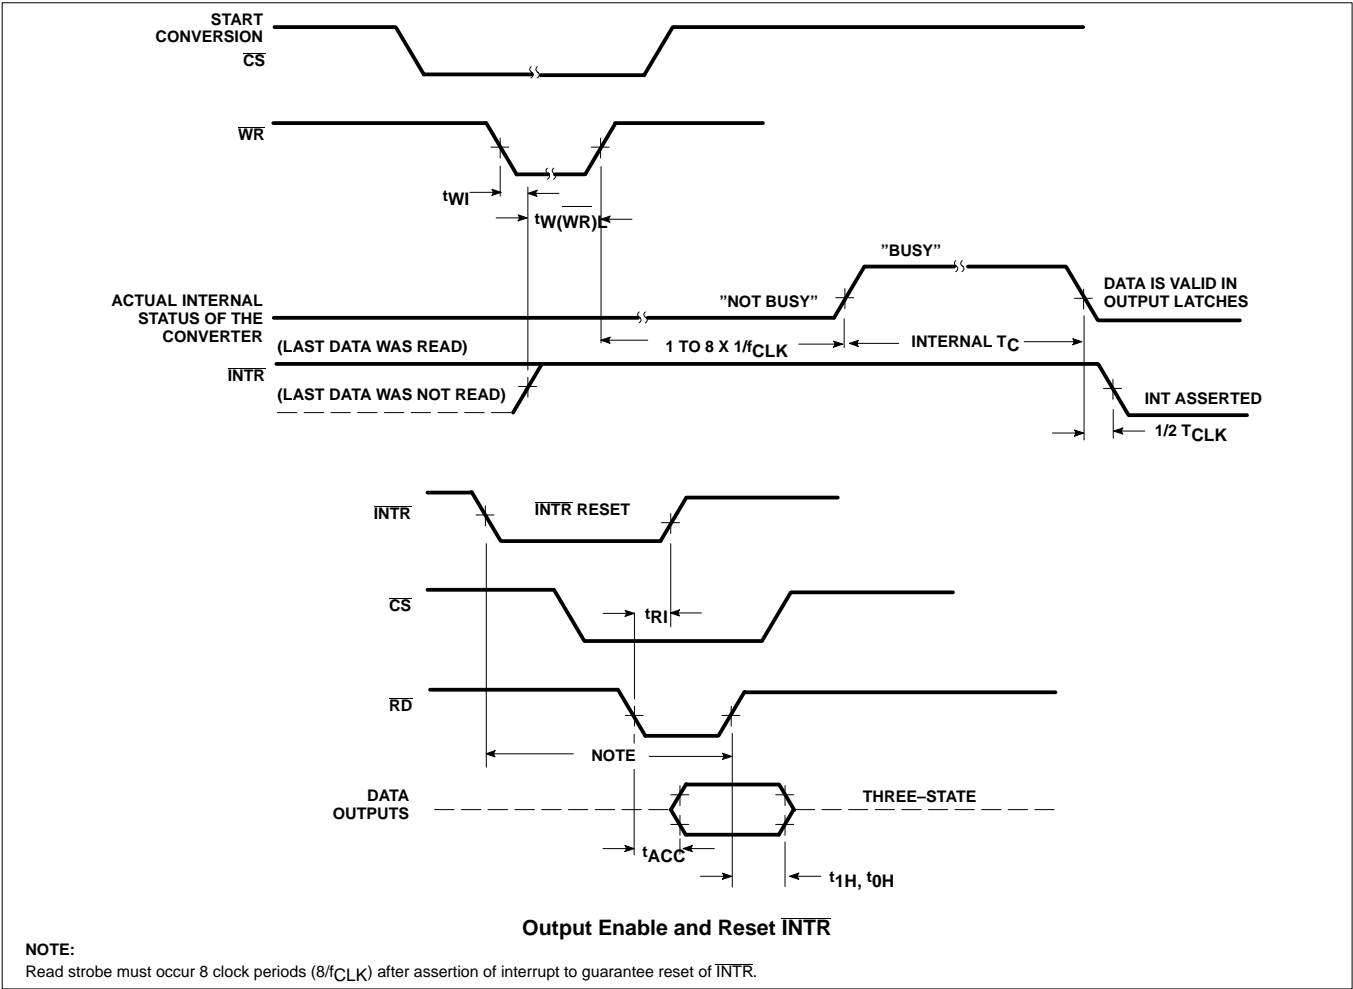 START
CONVERSION
CS
WR
tWI
tW(WR)L
"BUSY"
ACTUAL INTERNAL
STATUS OF THE
CONVERTER
"NOT BUSY"
DATA IS VALID IN
OUTPUT LATCHES
(LAST DATA WAS READ)
1 TO 8 X 1/fCLK
INTERNAL TC
INTR
(LAST DATA WAS NOT READ)
INT ASSERTED
1/2 TCLK
INTR
INTR RESET
CS
tRI
RD
NOTE
DATA
OUTPUTS
THREE–STATE
tACC
t1H, t0H
Output Enable and Reset INTR
NOTE:
Read strobe must occur 8 clock periods (8/fCLK) after assertion of interrupt to guarantee reset of INTR.